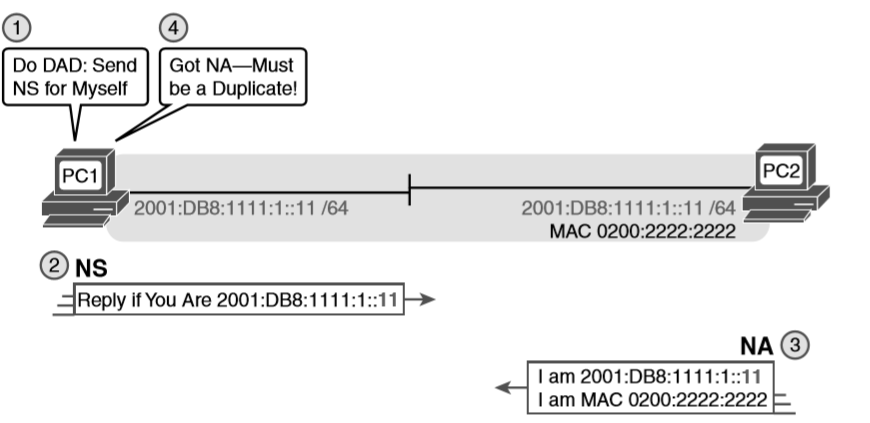 1
Do DAD: Send
NS for Myself
4
Got NA—Must
be a Duplicate!
PC1
PC2
2001:DB8:1111:1::11 /64
2001:DB8:1111:1::11 /64
MAC 0200:2222:2222
2 NS
Reply if You Are 2001:DB8:1111:1::11
NA 3
I am 2001:DB8:1111:1::11
I am MAC 0200:2222:2222